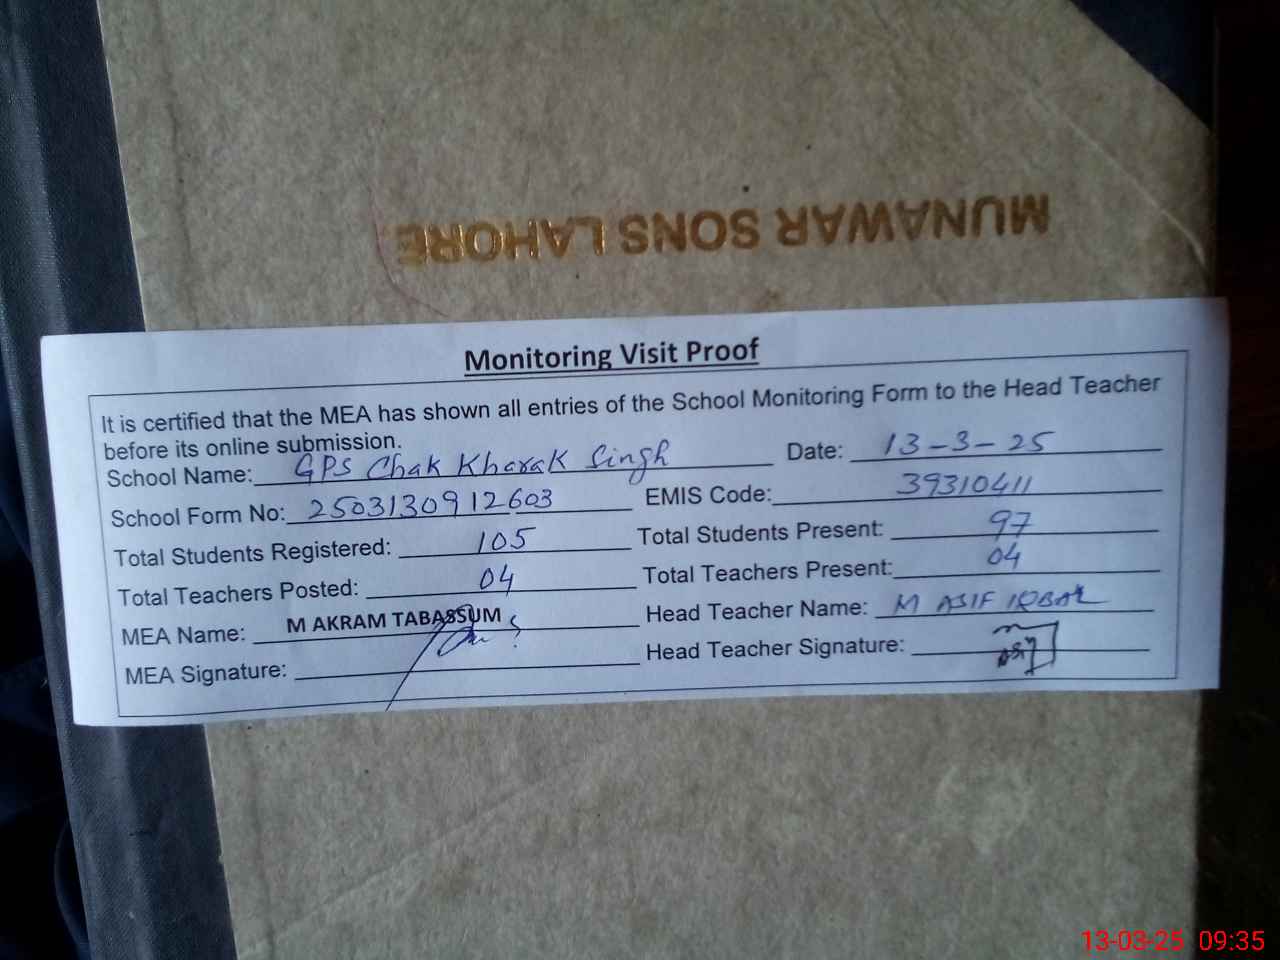 MUNAWAR SONS LAHORE
Monitoring Visit Proof
It is certified that the MEA has shown all entries of the School Monitoring Form to the Head Teacher
before its online submission.
School Name: GPS Chak Kharak Singh Date: 13-3-25
School Form No: 2503130912603 EMIS Code: 39310411
Total Students Registered: 105 Total Students Present: 97
Total Teachers Posted: 04 Total Teachers Present: 04
MEA Name: M AKRAM TABASSUM Head Teacher Name: M ASIF IQBAL
MEA Signature: Head Teacher Signature:
13-03-25 09:35